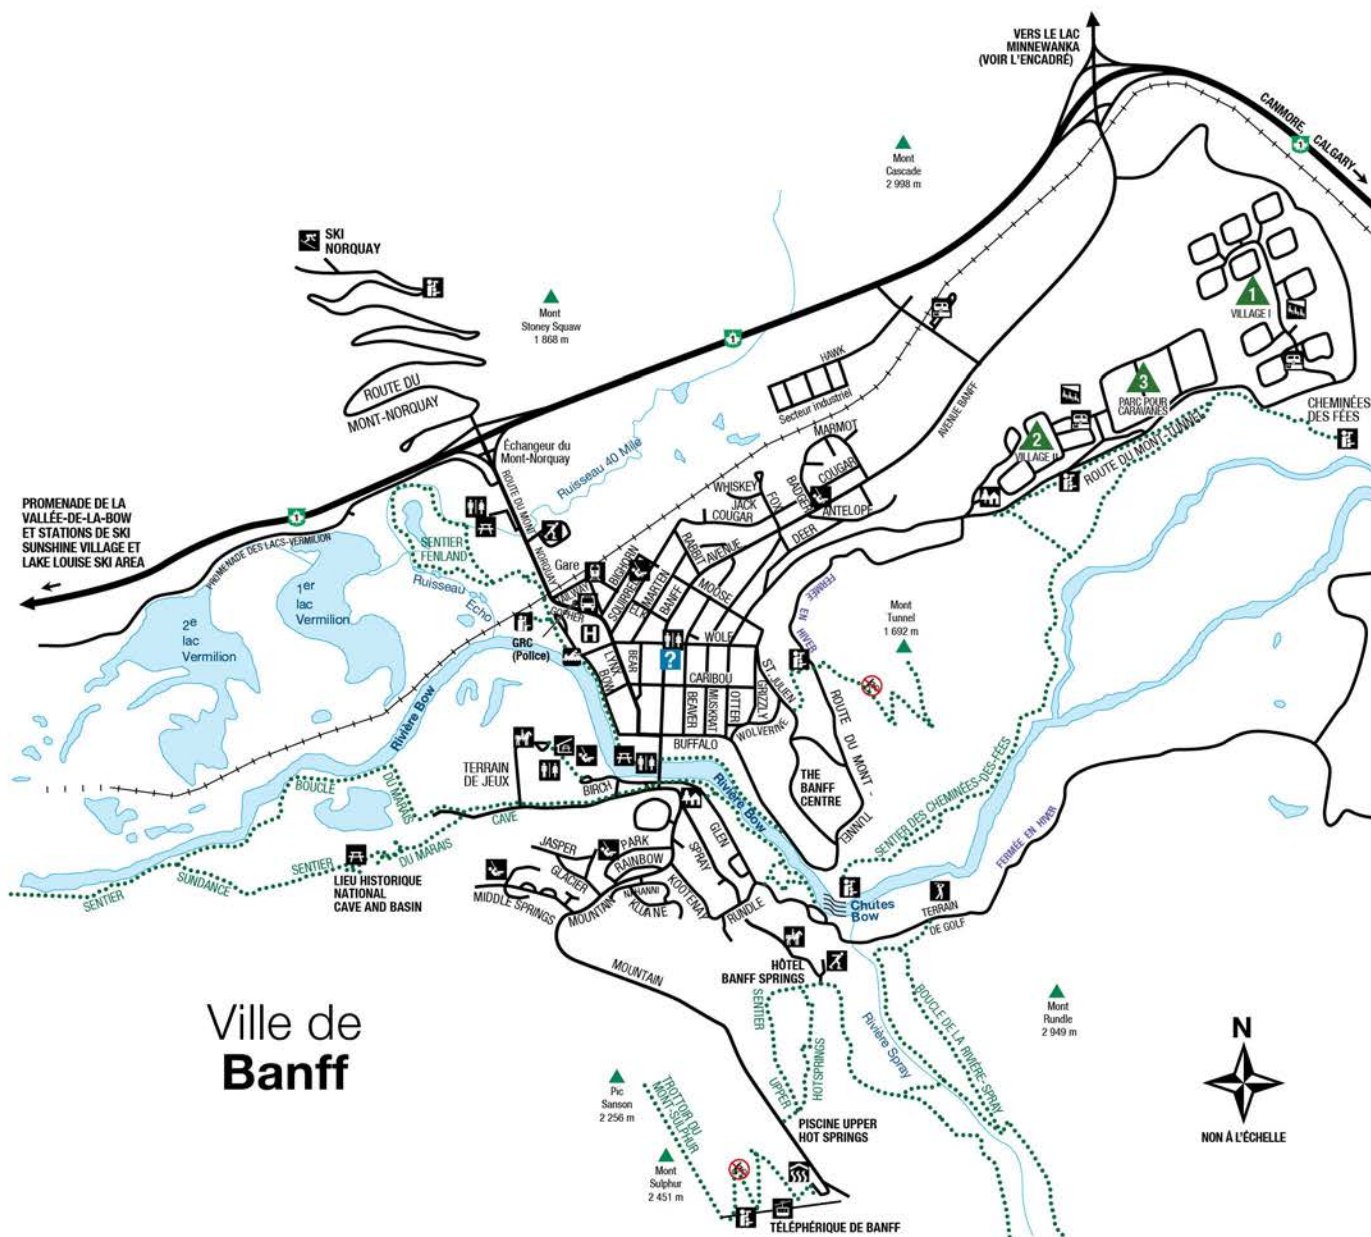 VERS LE LAC
MINNEWANKA
(VOIR L'ENCADRÉ)
CANMORE, CALGARY
1
Mont
Cascade
2 998 m
SKI
NORQUAY
Mont
Stoney Squaw
1 868 m
1
1
VILLAGE I
HAWK
Secteur industriel
AVENUE BANFF
3
PARC POUR
CARAVANES
2
VILLAGE II
ROUTE DU MONT-TUNNEL
CHEMINÉES
DES FÉES
ROUTE DU
MONT-NORQUAY
Échangeur du
Mont-Norquay
Ruisseau 40 Mile
ROUTE DU MONT
NORQUAY
MARMOT
COUGAR
BADGER
ANTELOPE
WHISKEY
JACK
COUGAR
FOX
DEER
RABBIT
AVENUE
BANFF
MOOSE
PROMENADE DE LA
VALLÉE-DE-LA-BOW
ET STATIONS DE SKI
SUNSHINE VILLAGE ET
LAKE LOUISE SKI AREA
1
PROMENADE DES LACS-VERMILION
SENTIER
FENLAND
Ruisseau
Echo
1er
lac
Vermilion
2e
lac
Vermilion
Gare
RAILWAY
GOPHER
SQUIRREL
BIGHORN
ELK
MARTEN
GRC
(Police)
H
?
WOLF
LYNX
BOW
BEAR
CARIBOU
BEAVER
MUSKRAT
OTTER
GRIZZLY
ST. JULIEN
WOLVERINE
BUFFALO
FERMÉE EN HIVER
Mont
Tunnel
1 692 m
ROUTE DU MONT-
TUNNEL
THE
BANFF
CENTRE
Rivière Bow
Rivière Bow
TERRAIN
DE JEUX
BIRCH
CAVE
BOUCLE
DU MARAIS
SENTIER
SUNDANCE
SENTIER
DU MARAIS
LIEU HISTORIQUE
NATIONAL
CAVE AND BASIN
JASPER
PARK
RAINBOW
GLACIER
NAHANNI
KLUANE
MIDDLE SPRINGS
MOUNTAIN
KOOTENAY
SPRAY
GLEN
RUNDLE
MOUNTAIN
SENTIER DES CHEMINÉES-DES-FÉES
FERMÉE EN HIVER
Chutes
Bow
TERRAIN
DE GOLF
HÔTEL
BANFF SPRINGS
SENTIER
UPPER
HOTSPRINGS
Rivière Spray
BOUCLE DE LA RIVIÈRE-SPRAY
Mont
Rundle
2 949 m
Ville de
Banff
N
NON À L'ÉCHELLE
Pic
Sanson
2 256 m
TROTTOIR DU
MONT-SULPHUR
Mont
Sulphur
2 451 m
PISCINE UPPER
HOT SPRINGS
TÉLÉPHÉRIQUE DE BANFF